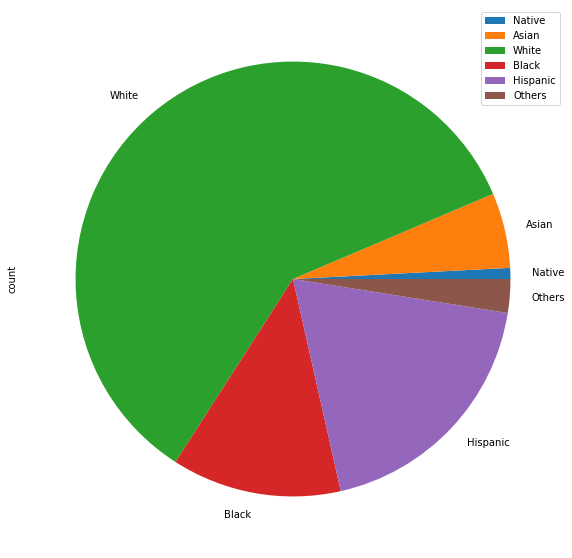 Native
Asian
White
Black
Hispanic
Others
White
Asian
Native
Others
count
Hispanic
Black